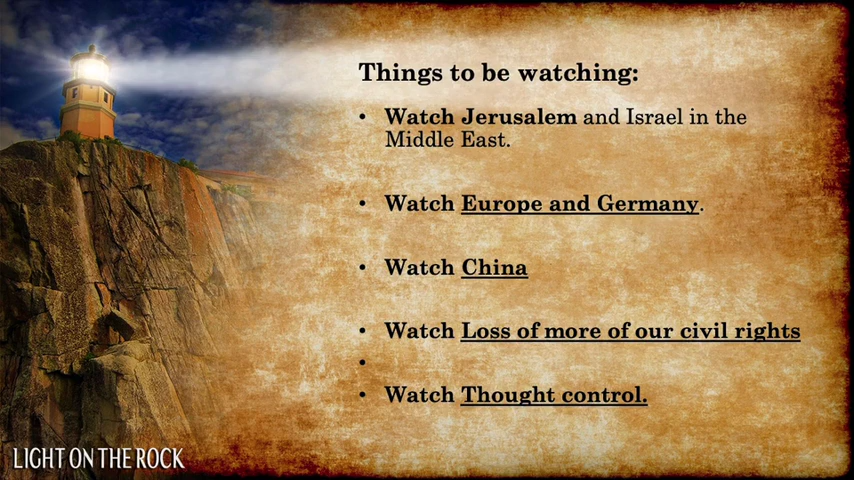 Things to be watching:
• Watch Jerusalem and Israel in the
Middle East.
• Watch Europe and Germany.
• Watch China
• Watch Loss of more of our civil rights
•
• Watch Thought control.
LIGHT ON THE ROCK